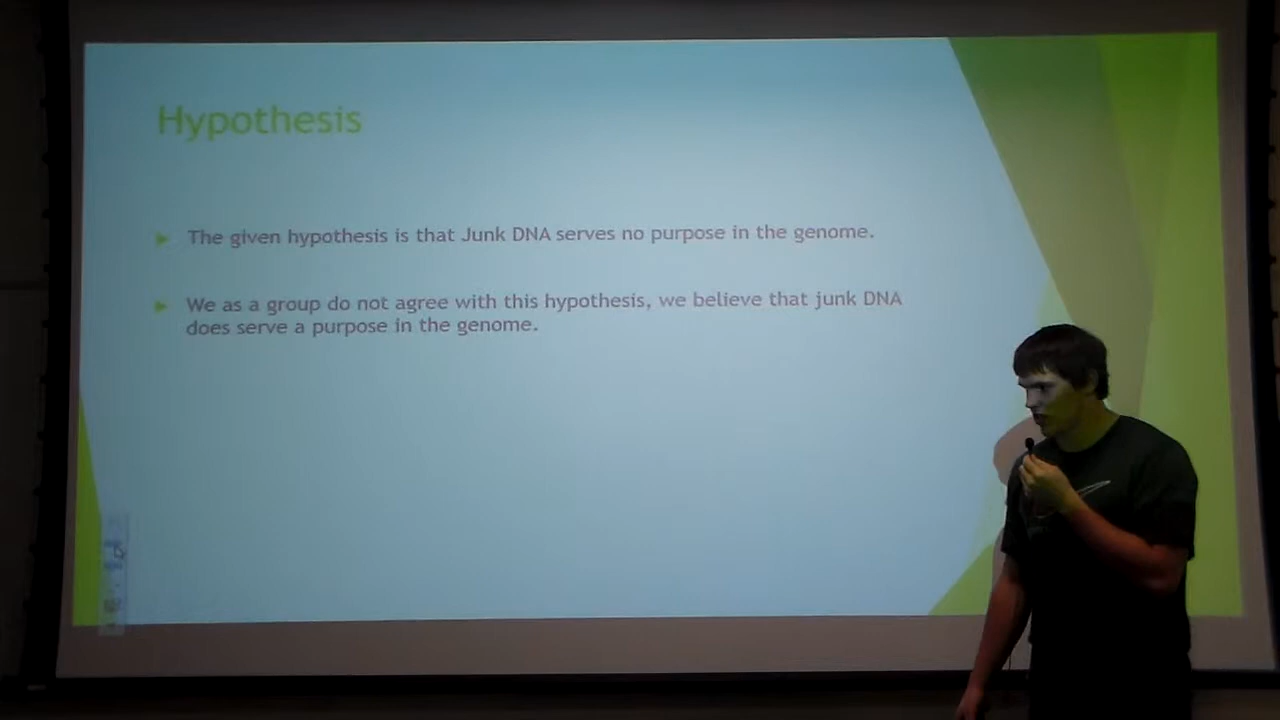 Hypothesis
The given hypothesis is that Junk DNA serves no purpose in the genome.
We as a group do not agree with this hypothesis, we believe that junk DNA
does serve a purpose in the genome.